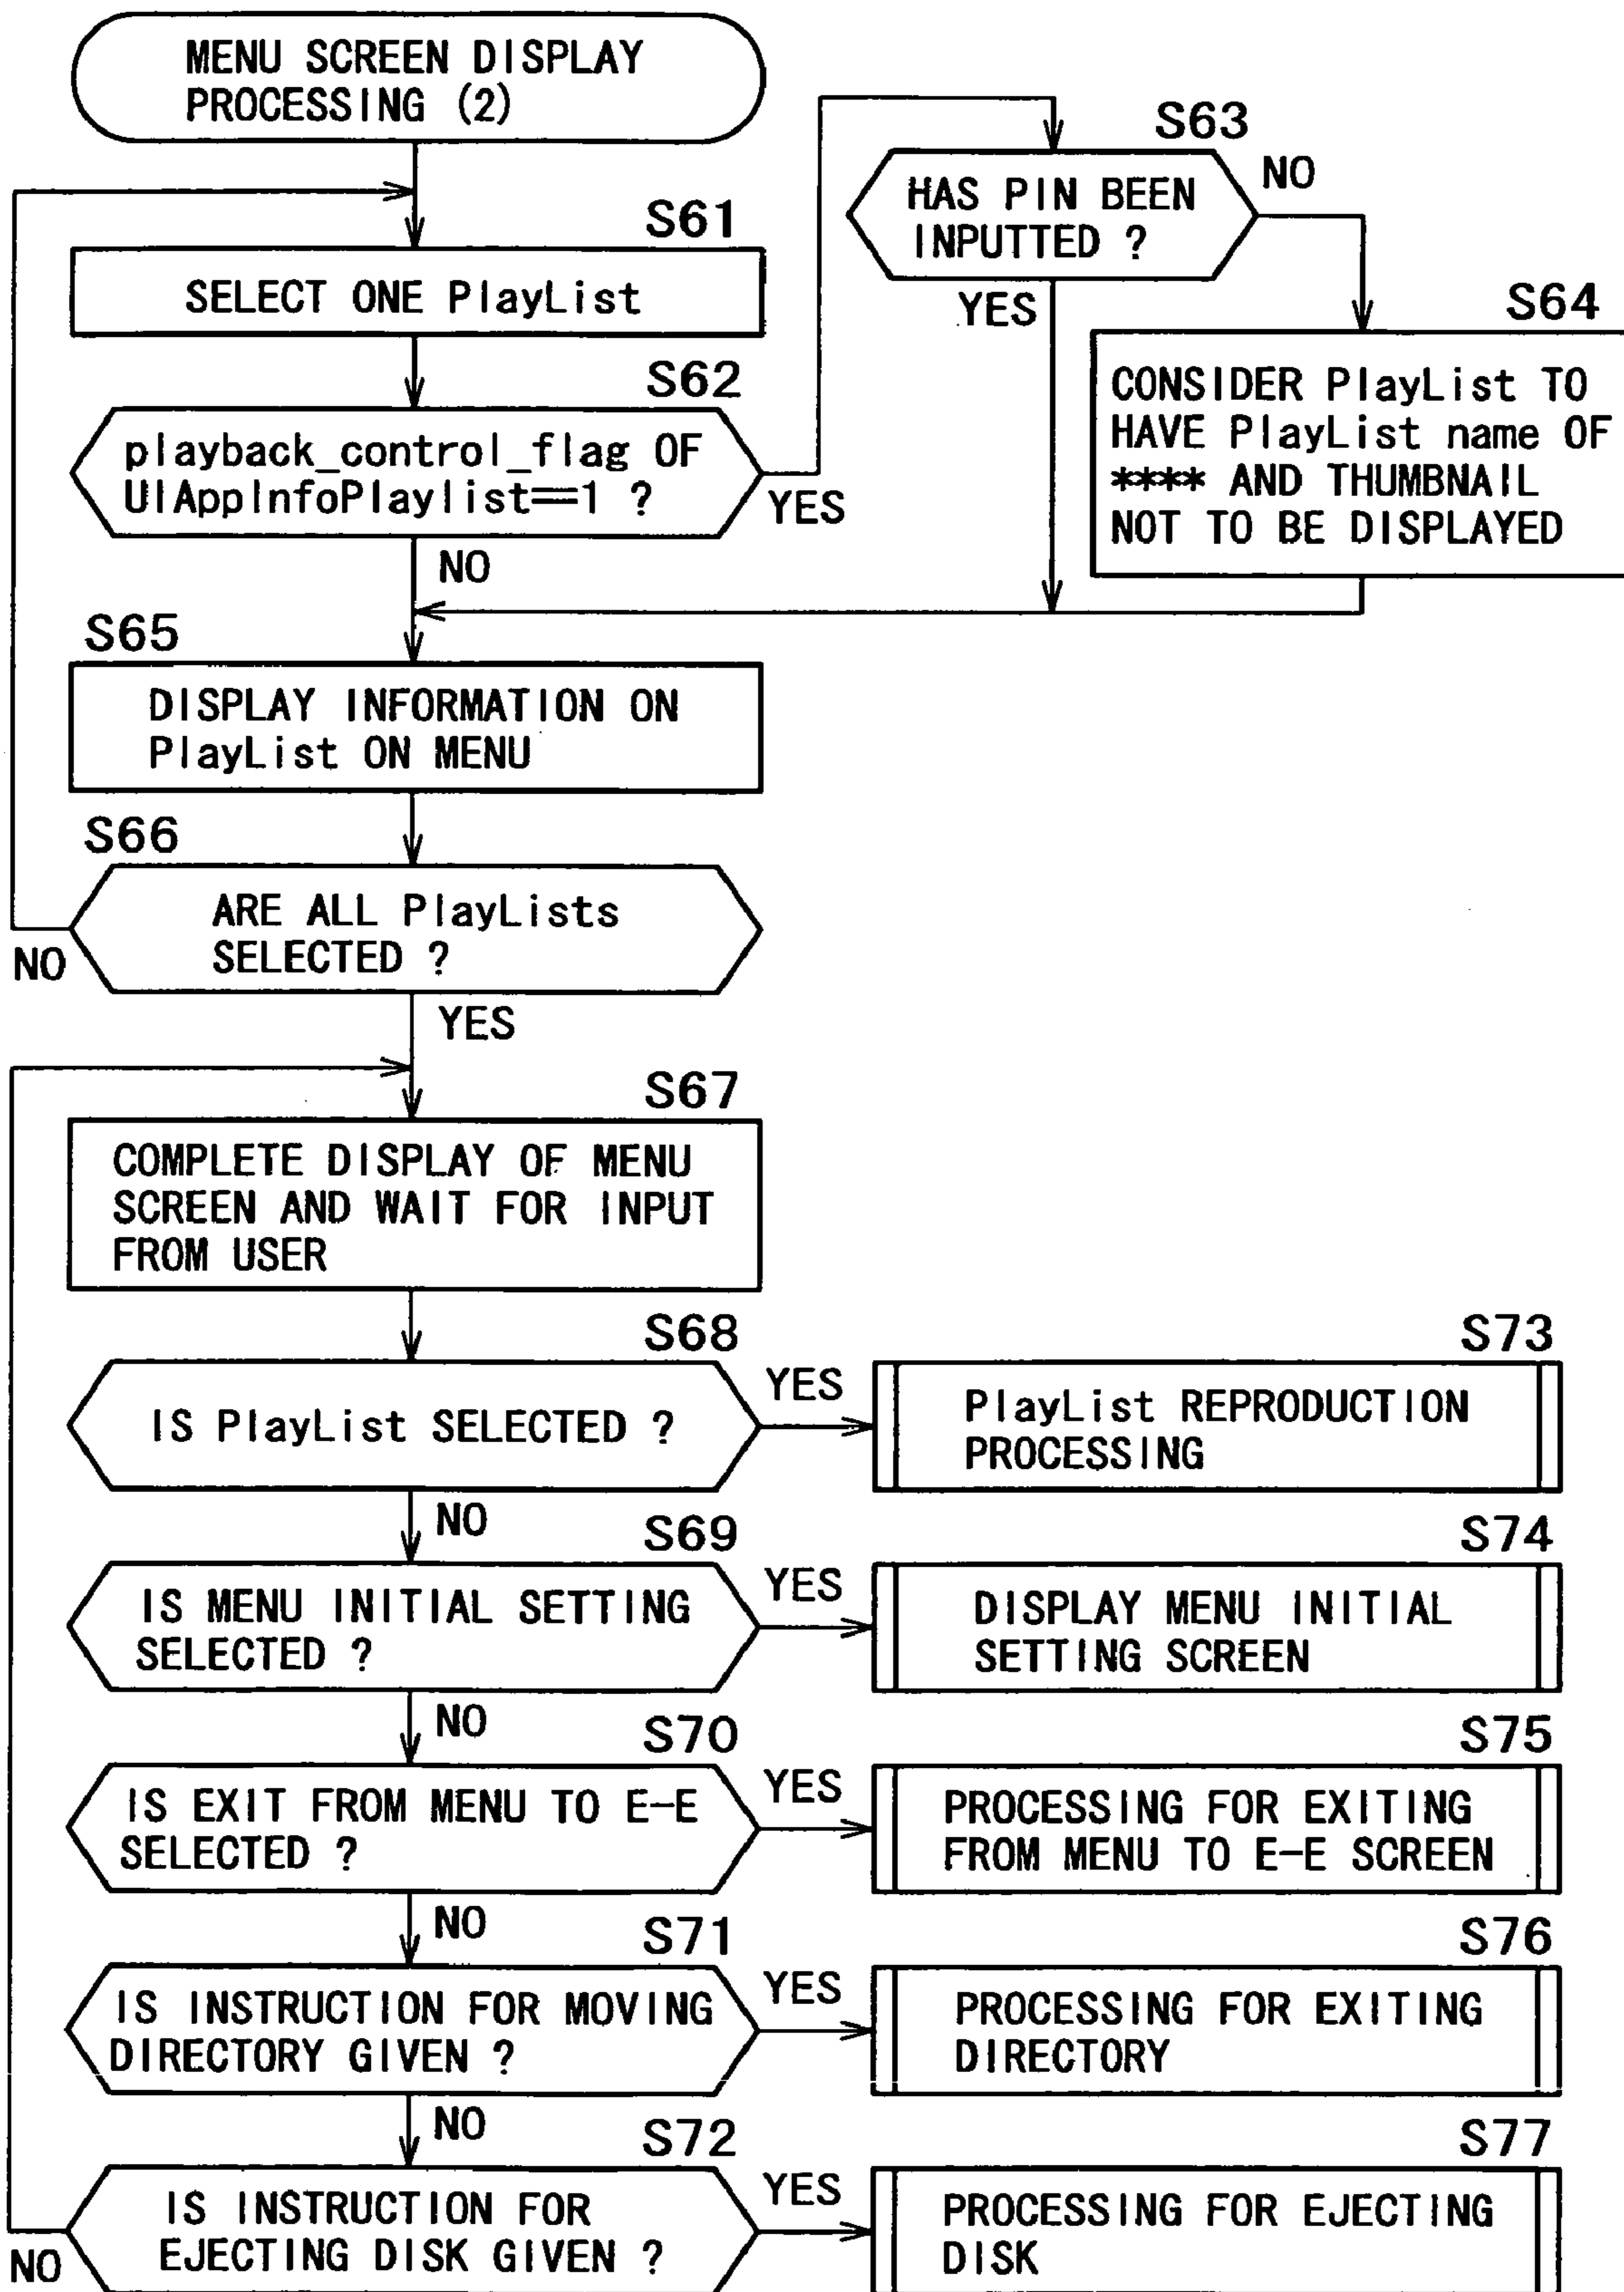 MENU SCREEN DISPLAY
PROCESSING (2)
S61
SELECT ONE PlayList
S62
playback_control_flag OF
UIAppInfoPlaylist==1 ?
YES
NO
S63
HAS PIN BEEN
INPUTTED ?
NO
YES
S64
CONSIDER PlayList TO
HAVE PlayList name OF
**** AND THUMBNAIL
NOT TO BE DISPLAYED
S65
DISPLAY INFORMATION ON
PlayList ON MENU
S66
ARE ALL PlayLists
SELECTED ?
NO
YES
S67
COMPLETE DISPLAY OF MENU
SCREEN AND WAIT FOR INPUT
FROM USER
S68
IS PlayList SELECTED ?
YES
S73
PlayList REPRODUCTION
PROCESSING
NO
S69
IS MENU INITIAL SETTING
SELECTED ?
YES
S74
DISPLAY MENU INITIAL
SETTING SCREEN
NO
S70
IS EXIT FROM MENU TO E-E
SELECTED ?
YES
S75
PROCESSING FOR EXITING
FROM MENU TO E-E SCREEN
NO
S71
IS INSTRUCTION FOR MOVING
DIRECTORY GIVEN ?
YES
S76
PROCESSING FOR EXITING
DIRECTORY
NO
S72
IS INSTRUCTION FOR
EJECTING DISK GIVEN ?
YES
S77
PROCESSING FOR EJECTING
DISK
NO